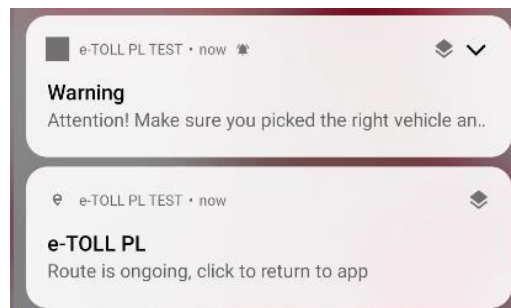 e-TOLL PL TEST • now
Warning
Attention! Make sure you picked the right vehicle an..
e-TOLL PL TEST • now
e-TOLL PL
Route is ongoing, click to return to app